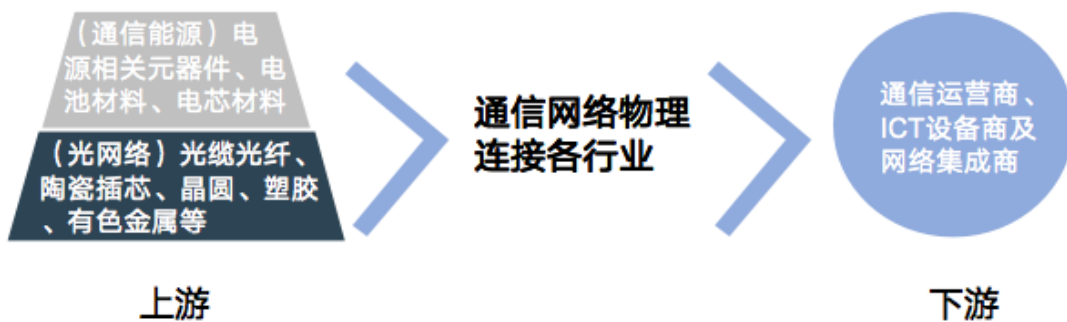 （通信能源）电
源相关元器件、电
池材料、电芯材料
（光网络）光缆光纤、
陶瓷插芯、晶圆、塑胶
、有色金属等
上游
通信网络物理
连接各行业
通信运营商、
ICT设备商及
网络集成商
下游